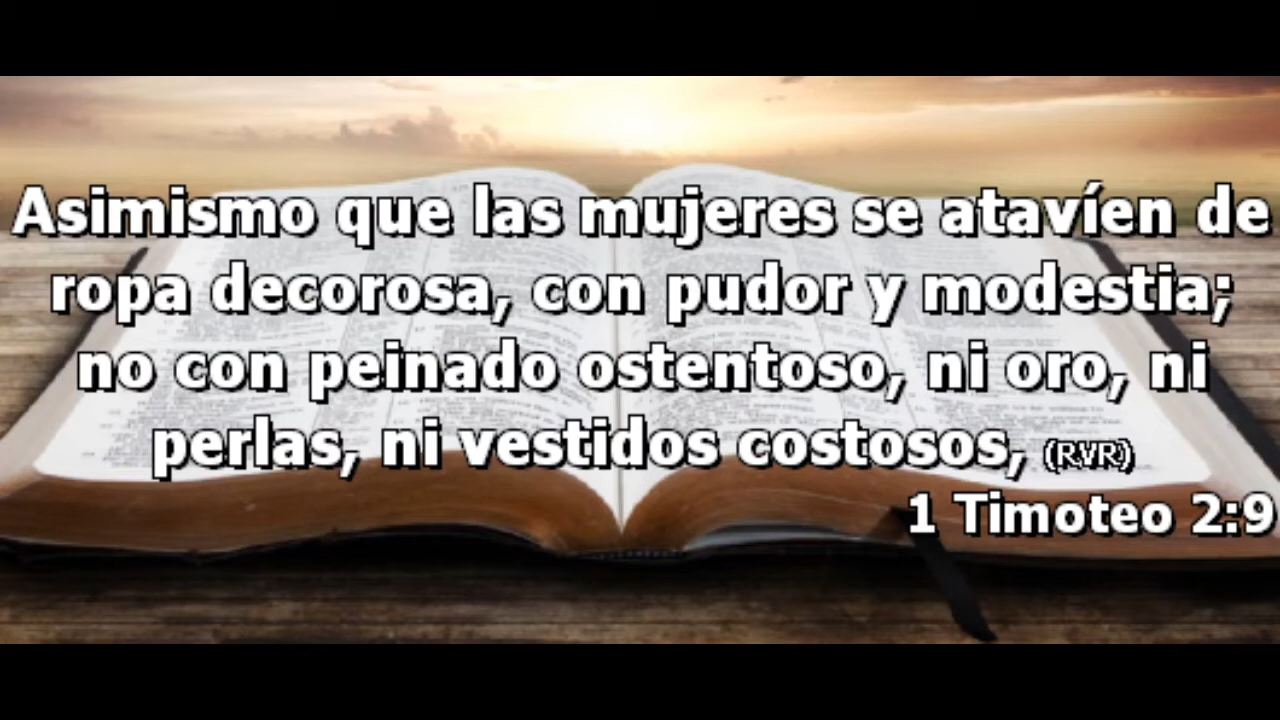 Asimismo que las mujeres se atavíen de
ropa decorosa, con pudor y modestia;
no con peinado ostentoso, ni oro, ni
perlas, ni vestidos costosos, (RVR)
1 Timoteo 2:9